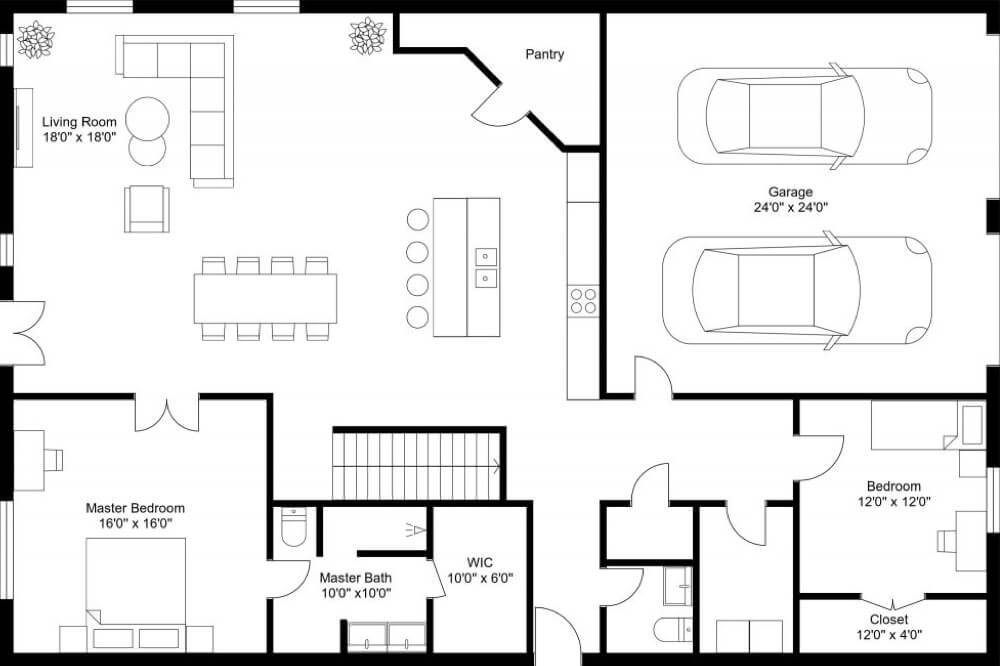 Pantry
Living Room
18'0" x 18'0"
Garage
24'0" x 24'0"
Bedroom
12'0" x 12'0"
Master Bedroom
16'0" x 16'0"
WIC
10'0" x 6'0"
Master Bath
10'0" x10'0"
Closet
12'0" x 4'0"